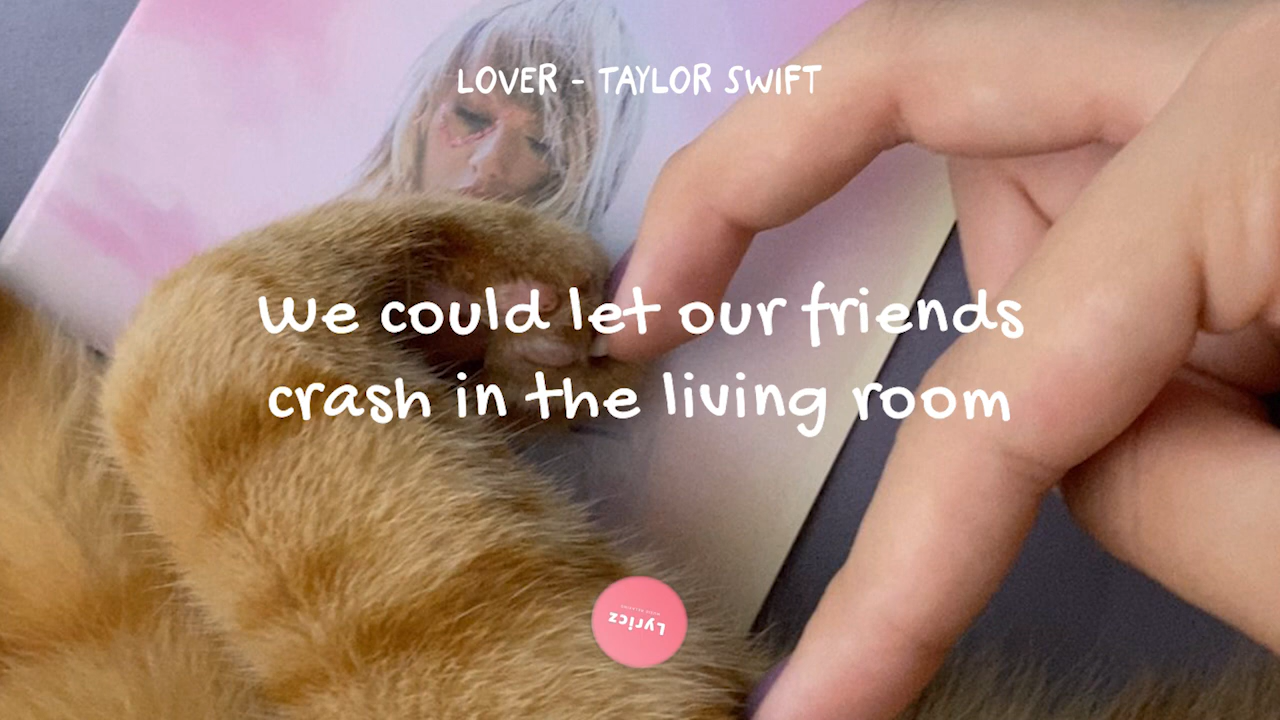 LOVER - TAYLOR SWIFT
We could let our friends
crash in the living room
Lyricz